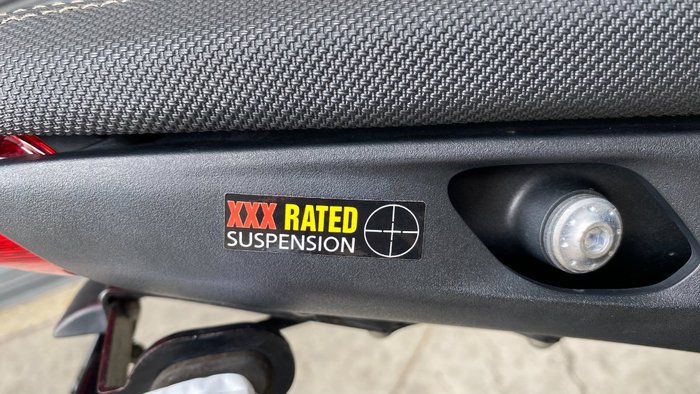 XXX RATED
SUSPENSION